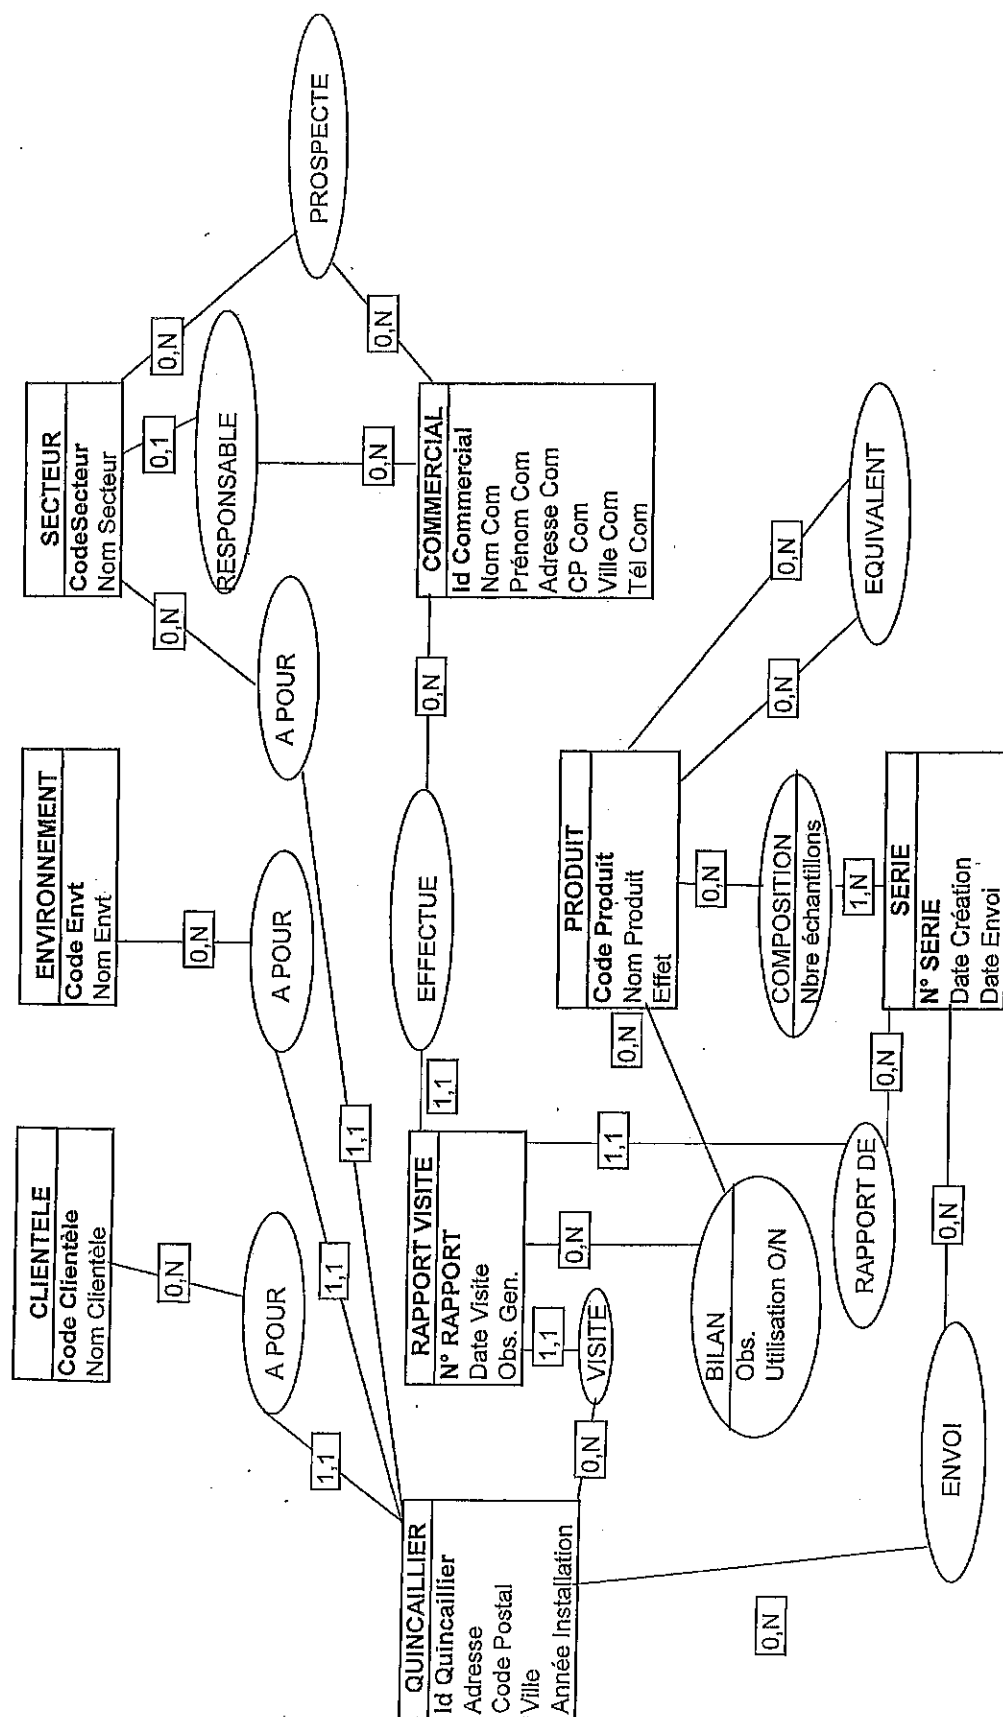 CLIENTELE
Code Clientèle
Nom Clientèle
ENVIRONNEMENT
Code Envt
Nom Envt
SECTEUR
CodeSecteur
Nom Secteur
0,N
0,N
0,N
0,1
0,N
A POUR
A POUR
A POUR
RESPONSABLE
PROSPECTE
1,1
1,1
1,1
0,N
0,N
QUINCAILLIER
Id Quincaillier
Adresse
Code Postal
Ville
Année Installation
RAPPORT VISITE
N° RAPPORT
Date Visite
Obs. Gen.
1,1
EFFECTUE
0,N
COMMERCIAL
Id Commercial
Nom Com
Prénom Com
Adresse Com
CP Com
Ville Com
Tél Com
0,N
VISITE
1,1
0,N
1,1
0,N
PRODUIT
Code Produit
Nom Produit
Effet
0,N
0,N
EQUIVALENT
BILAN
Obs.
Utilisation O/N
0,N
COMPOSITION
Nbre échantillons
1,N
RAPPORT DE
0,N
SERIE
N° SERIE
Date Création
Date Envoi
0,N
ENVOI
0,N